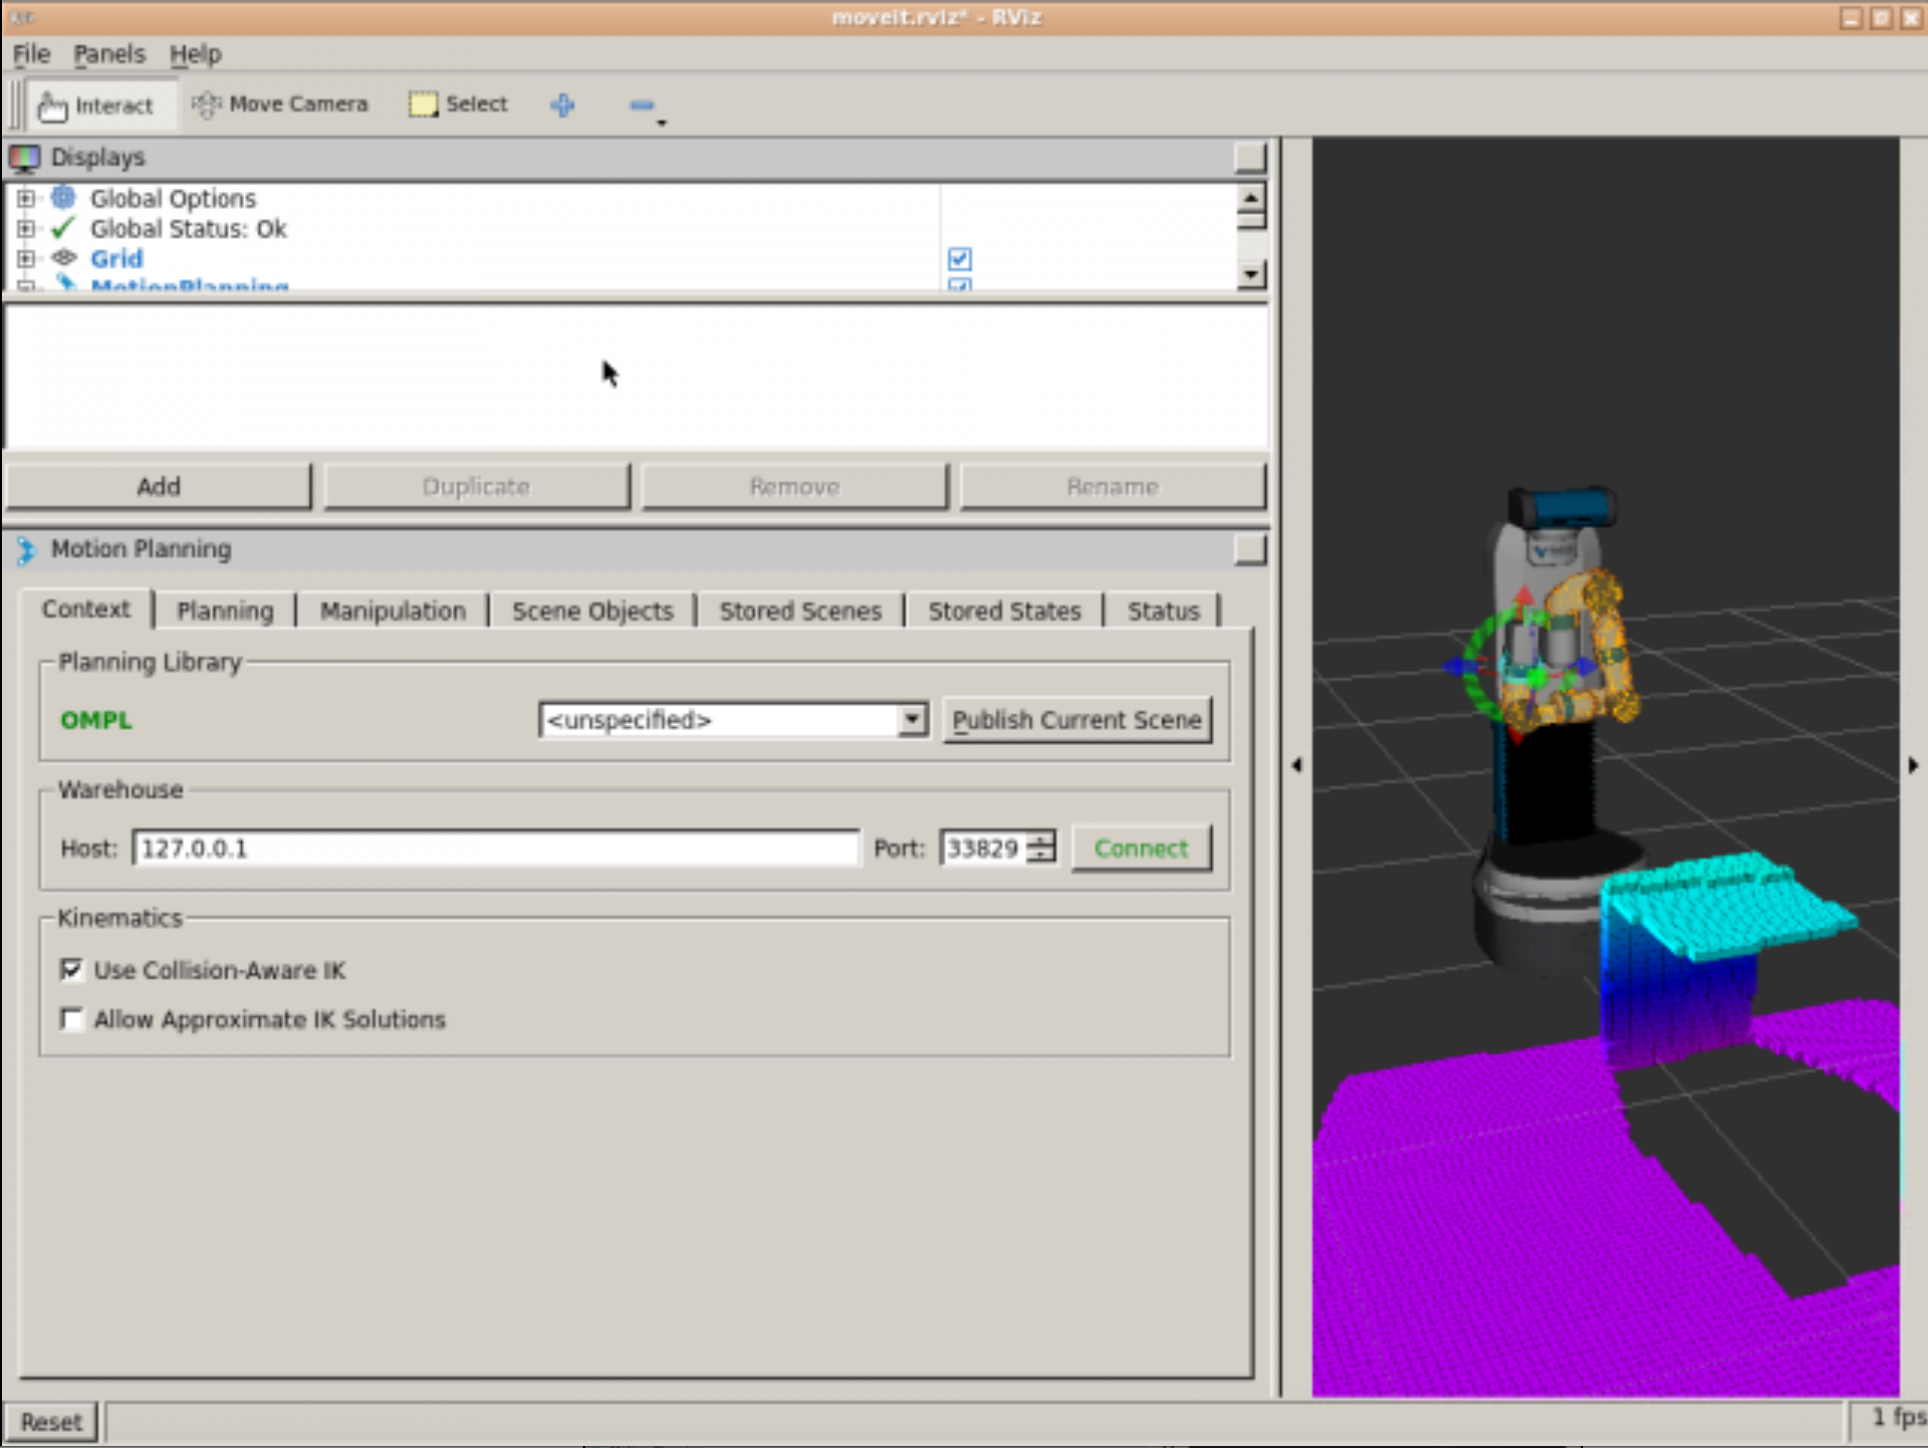 moveit.rviz* - RViz
File Panels Help
Interact Move Camera Select
Displays
Global Options
Global Status: Ok
Grid
MotionPlanning
Add Duplicate Remove Rename
Motion Planning
Context Planning Manipulation Scene Objects Stored Scenes Stored States Status
Planning Library
OMPL <unspecified> Publish Current Scene
Warehouse
Host: 127.0.0.1 Port: 33829 Connect
Kinematics
Use Collision-Aware IK
Allow Approximate IK Solutions
Reset 1 fps